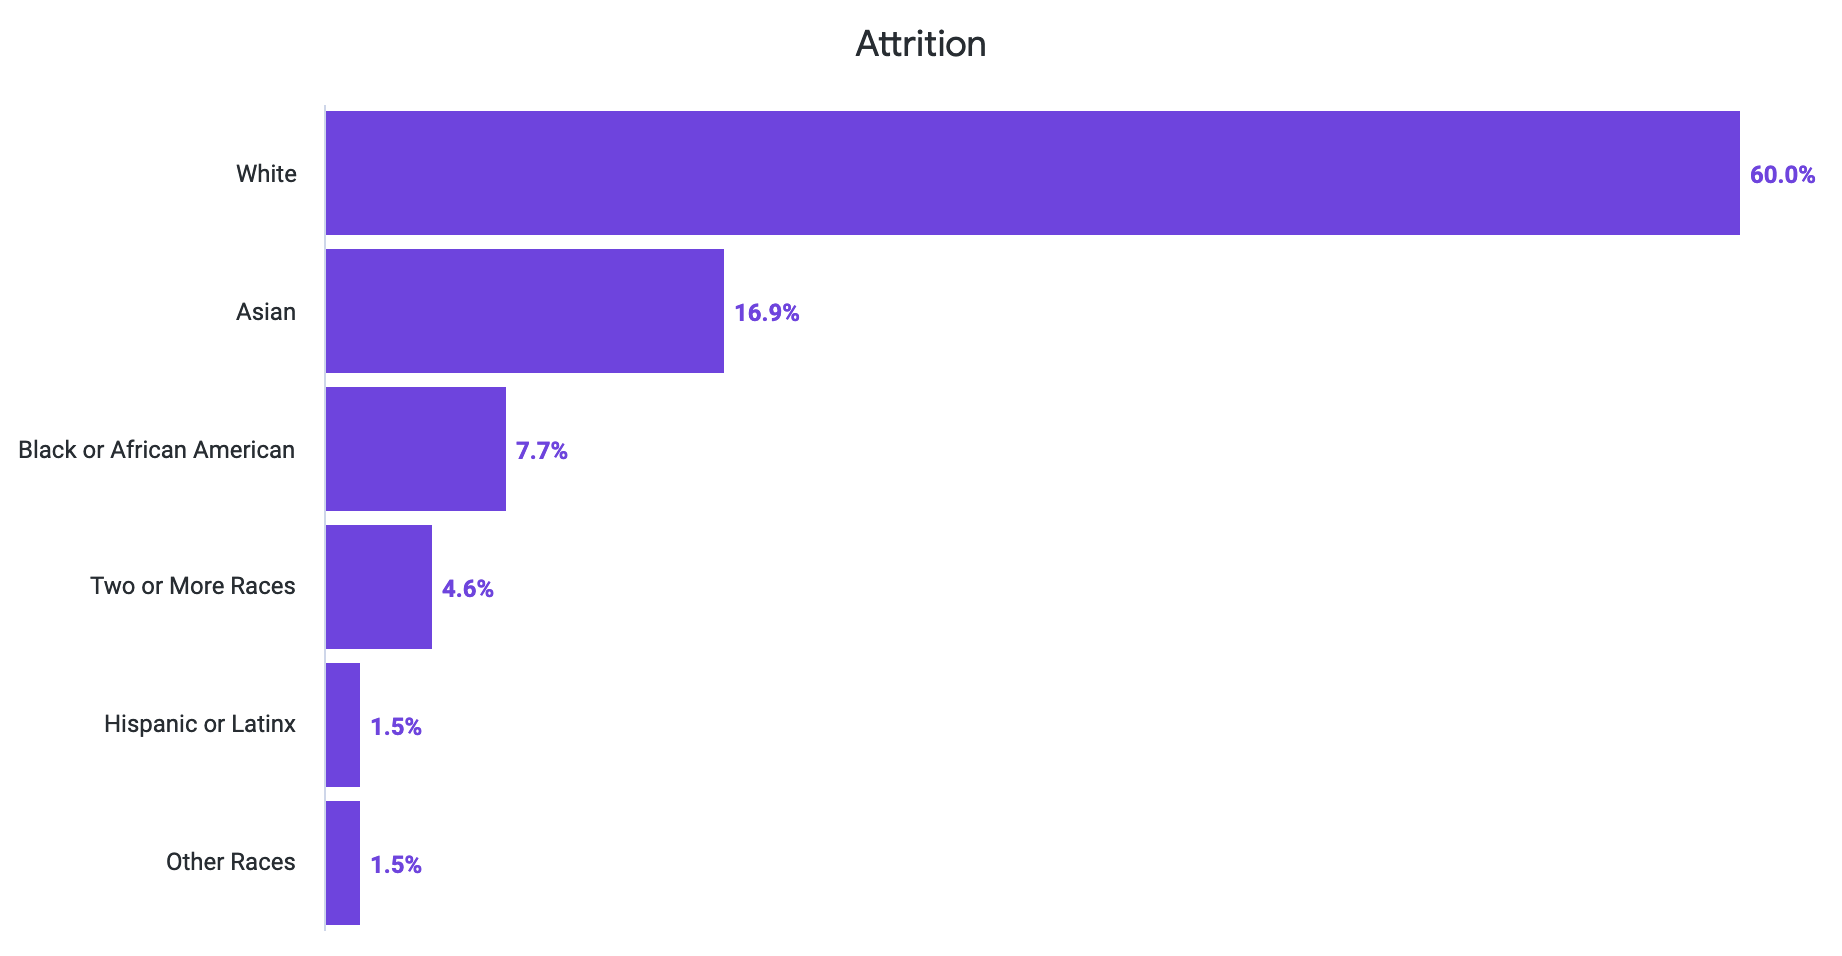 Attrition
White
60.0%
Asian
16.9%
Black or African American
7.7%
Two or More Races
4.6%
Hispanic or Latinx
1.5%
Other Races
1.5%